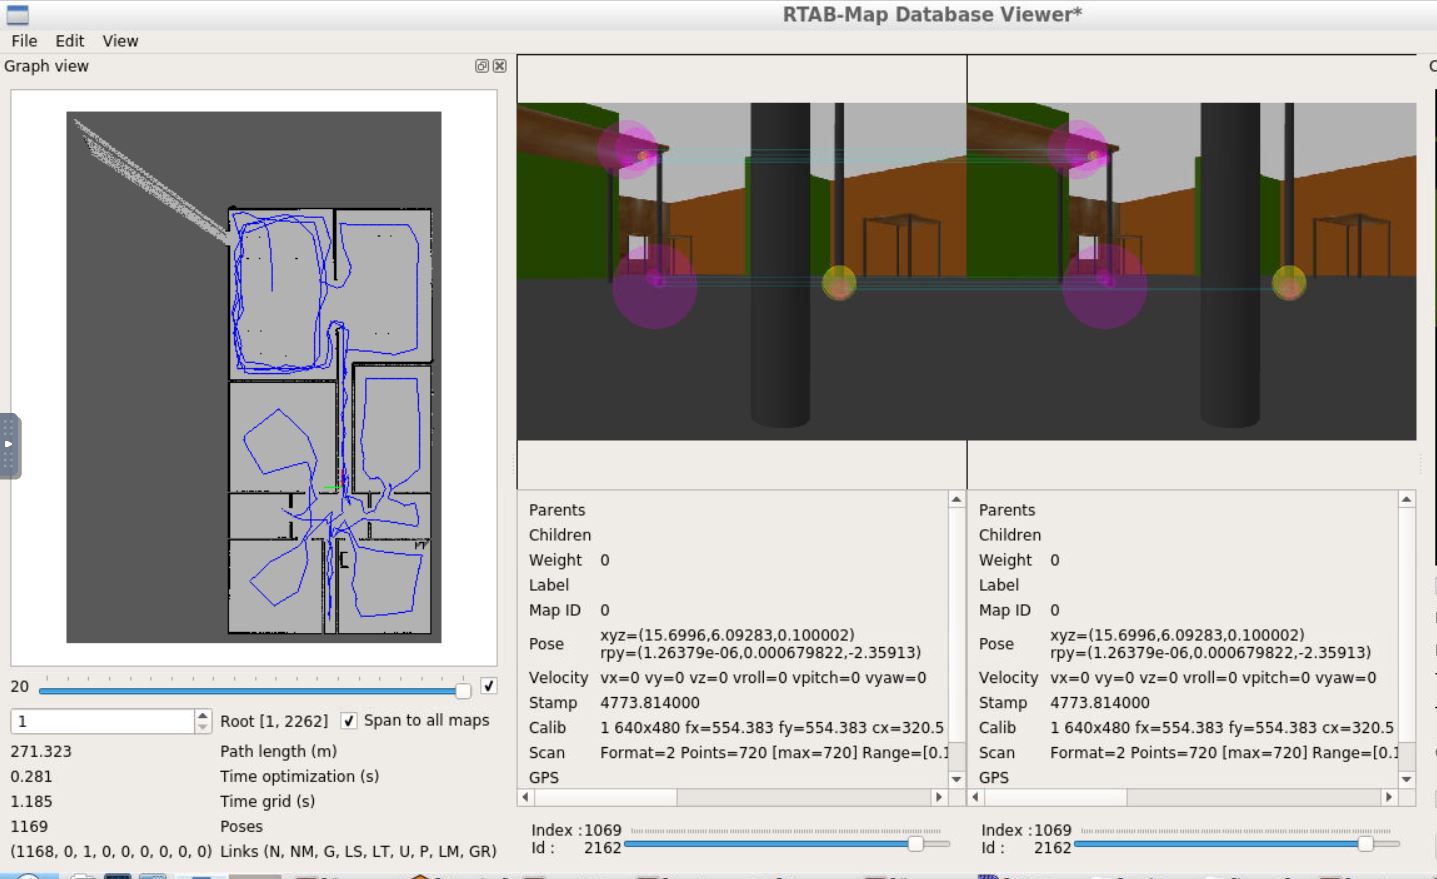 RTAB-Map Database Viewer*
File Edit View
Graph view
20
1 Root [1, 2262] Span to all maps
271.323 Path length (m)
0.281 Time optimization (s)
1.185 Time grid (s)
1169 Poses
(1168, 0, 1, 0, 0, 0, 0, 0, 0) Links (N, NM, G, LS, LT, U, P, LM, GR)
Parents
Children
Weight 0
Label
Map ID 0
Pose xyz=(15.6996,6.09283,0.100002)
rpy=(1.26379e-06,0.000679822,-2.35913)
Velocity vx=0 vy=0 vz=0 vroll=0 vpitch=0 vyaw=0
Stamp 4773.814000
Calib 1 640x480 fx=554.383 fy=554.383 cx=320.5
Scan Format=2 Points=720 [max=720] Range=[0.1
GPS
Index : 1069
Id : 2162
Parents
Children
Weight 0
Label
Map ID 0
Pose xyz=(15.6996,6.09283,0.100002)
rpy=(1.26379e-06,0.000679822,-2.35913)
Velocity vx=0 vy=0 vz=0 vroll=0 vpitch=0 vyaw=0
Stamp 4773.814000
Calib 1 640x480 fx=554.383 fy=554.383 cx=320.5
Scan Format=2 Points=720 [max=720] Range=[0.1
GPS
Index : 1069
Id : 2162